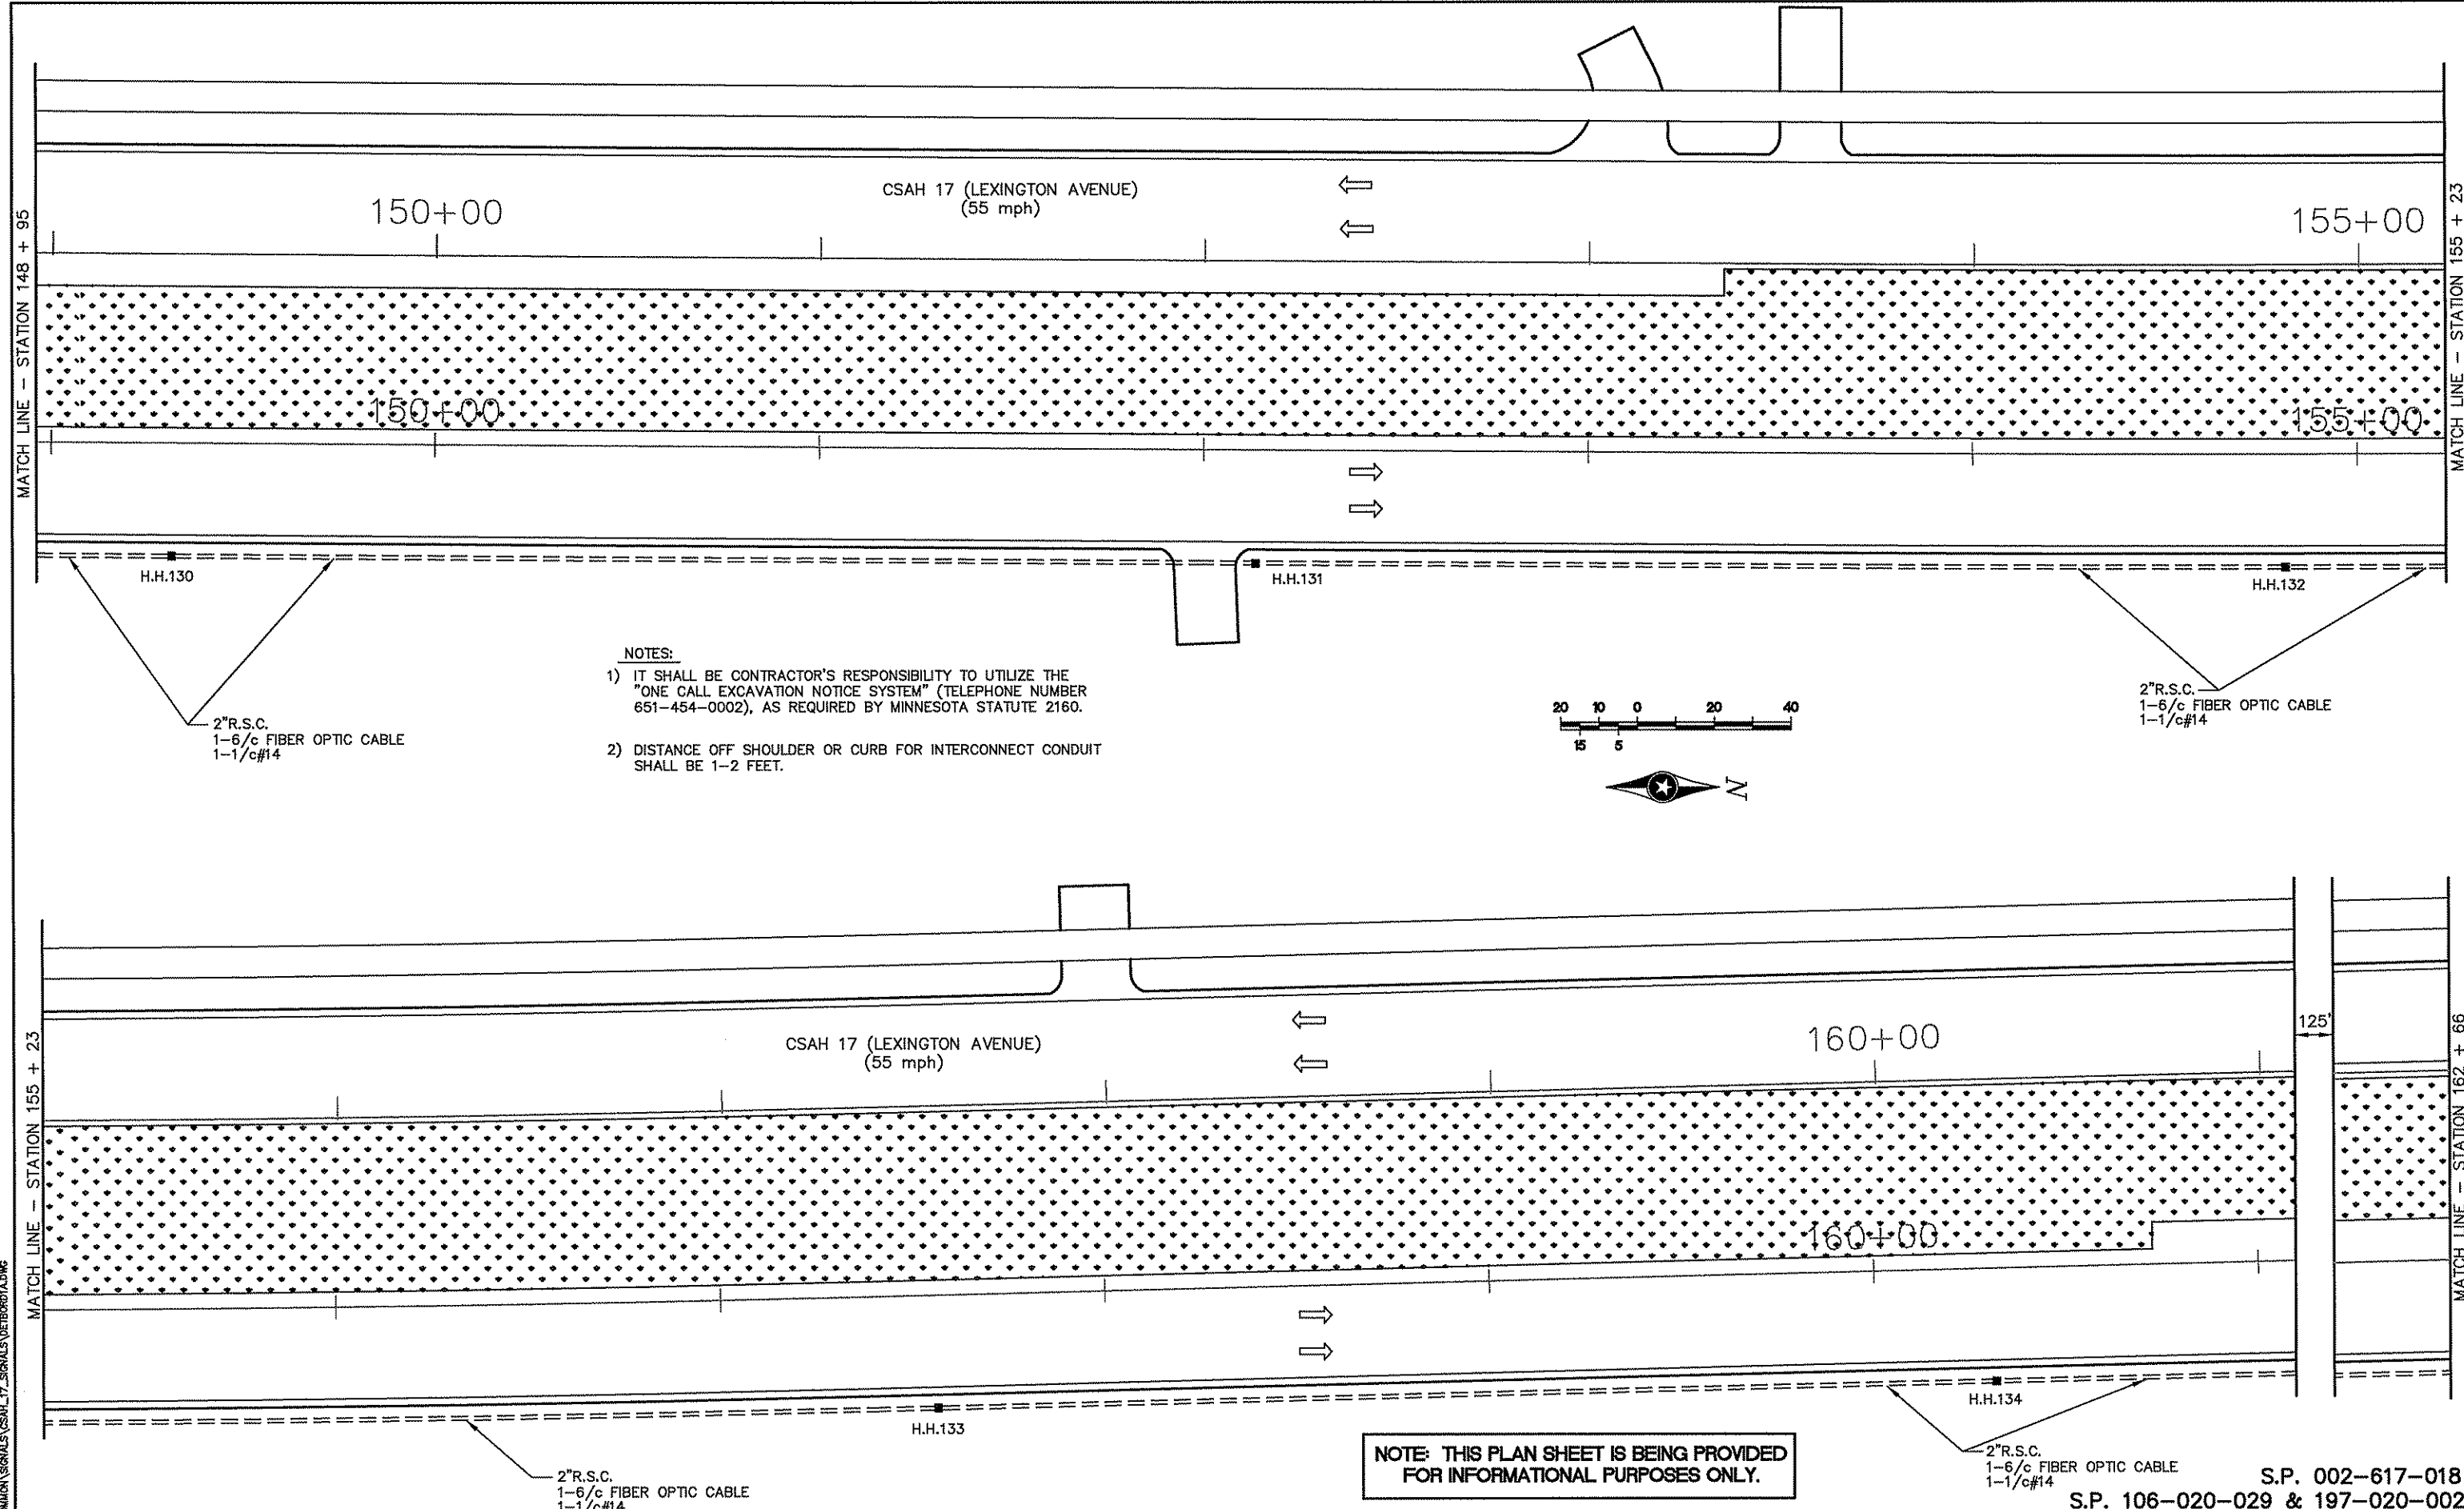 MATCH LINE - STATION 148 + 95
150+00
CSAH 17 (LEXINGTON AVENUE)
(55 mph)
155+00
MATCH LINE - STATION 155 + 23
150+00
155+00
H.H.130
H.H.131
H.H.132
2"R.S.C.
1-6/c FIBER OPTIC CABLE
1-1/c#14
NOTES:
1) IT SHALL BE CONTRACTOR'S RESPONSIBILITY TO UTILIZE THE
"ONE CALL EXCAVATION NOTICE SYSTEM" (TELEPHONE NUMBER
651-454-0002), AS REQUIRED BY MINNESOTA STATUTE 2160.
2) DISTANCE OFF SHOULDER OR CURB FOR INTERCONNECT CONDUIT
SHALL BE 1-2 FEET.
20 10 0 20 40
15 5
N
2"R.S.C.
1-6/c FIBER OPTIC CABLE
1-1/c#14
MATCH LINE - STATION 155 + 23
CSAH 17 (LEXINGTON AVENUE)
(55 mph)
160+00
125'
MATCH LINE - STATION 162 + 66
160+00
H.H.133
H.H.134
2"R.S.C.
1-6/c FIBER OPTIC CABLE
1-1/c#14
NOTE: THIS PLAN SHEET IS BEING PROVIDED
FOR INFORMATIONAL PURPOSES ONLY.
2"R.S.C.
1-6/c FIBER OPTIC CABLE
1-1/c#14
S.P. 002-617-018
S.P. 106-020-029 & 197-020-002